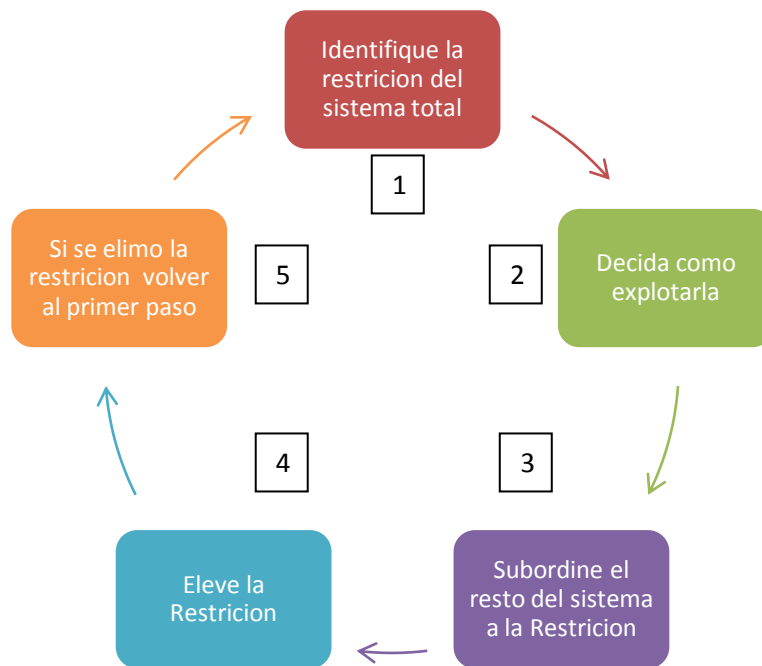 Identifique la
restricion del
sistema total
1
2
Decida como
explotarla
3
Subordine el
resto del sistema
a la Restricion
4
Eleve la
Restricion
5
Si se elimo la
restricion volver
al primer paso